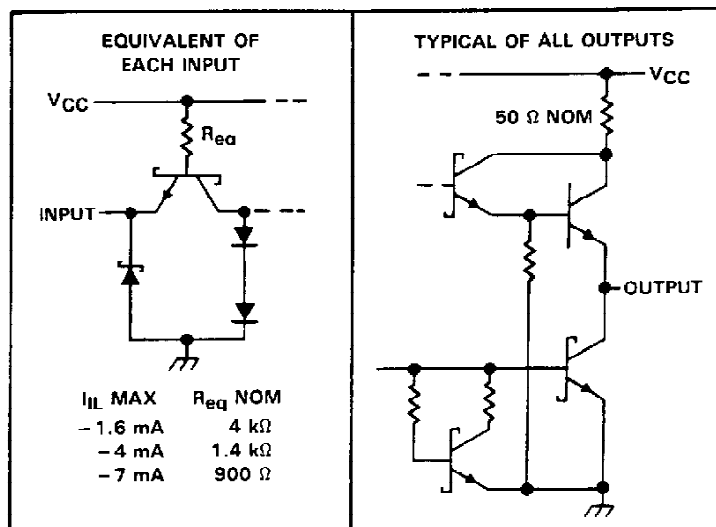 EQUIVALENT OF
EACH INPUT
VCC
Req
INPUT
IIL MAX Req NOM
−1.6 mA 4 kΩ
−4 mA 1.4 kΩ
−7 mA 900 Ω
TYPICAL OF ALL OUTPUTS
VCC
50 Ω NOM
OUTPUT